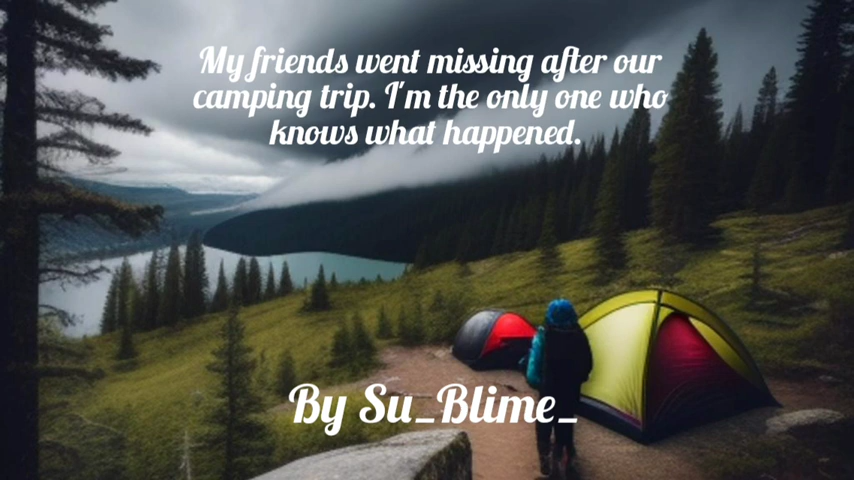 My friends went missing after our
camping trip. I'm the only one who
knows what happened.
By Su_Blime_